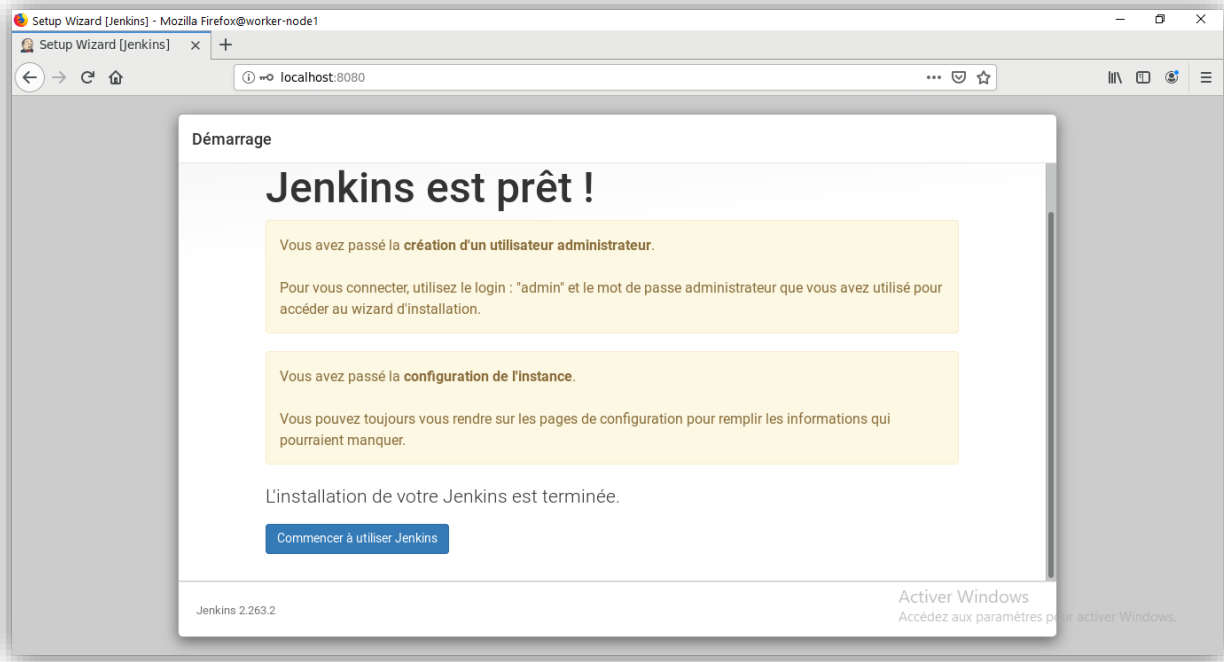 Setup Wizard [Jenkins] - Mozilla Firefox@worker-node1
Setup Wizard [Jenkins]
localhost:8080
Démarrage
Jenkins est prêt !
Vous avez passé la création d'un utilisateur administrateur.
Pour vous connecter, utilisez le login : "admin" et le mot de passe administrateur que vous avez utilisé pour
accéder au wizard d'installation.
Vous avez passé la configuration de l'instance.
Vous pouvez toujours vous rendre sur les pages de configuration pour remplir les informations qui
pourraient manquer.
L'installation de votre Jenkins est terminée.
Commencer à utiliser Jenkins
Jenkins 2.263.2
Activer Windows
Accédez aux paramètres pour activer Windows.